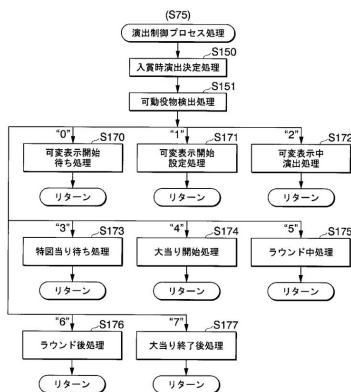 (S75)
演出制御プロセス処理
S150
入賞時演出決定処理
S151
可動役物検出処理
“0” S170
可変表示開始
待ち処理
リターン
“1” S171
可変表示開始
設定処理
リターン
“2” S172
可変表示中
演出処理
リターン
“3” S173
特図当り待ち処理
リターン
“4” S174
大当り開始処理
リターン
“5” S175
ラウンド中処理
リターン
“6” S176
ラウンド後処理
リターン
“7” S177
大当り終了後処理
リターン